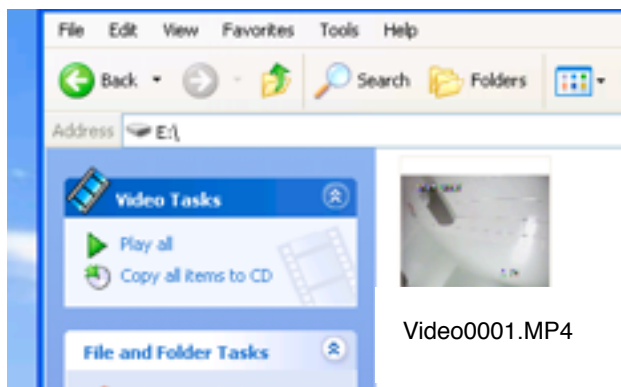 File Edit View Favorites Tools Help
Back Search Folders
Address E:\
Video Tasks
Play all
Copy all items to CD
Video0001.MP4
File and Folder Tasks